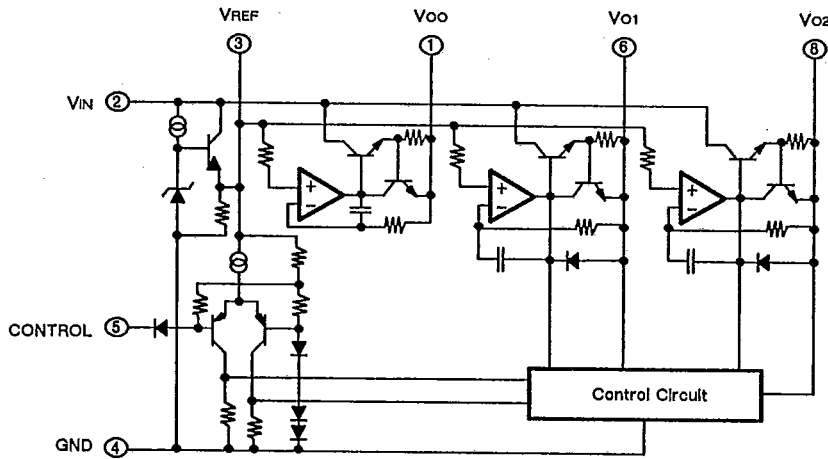 VREF VOO VO1 VO2
③ ① ⑥ ⑧
VIN ②
+
−
+
−
+
−
CONTROL ⑤
Control Circuit
GND ④